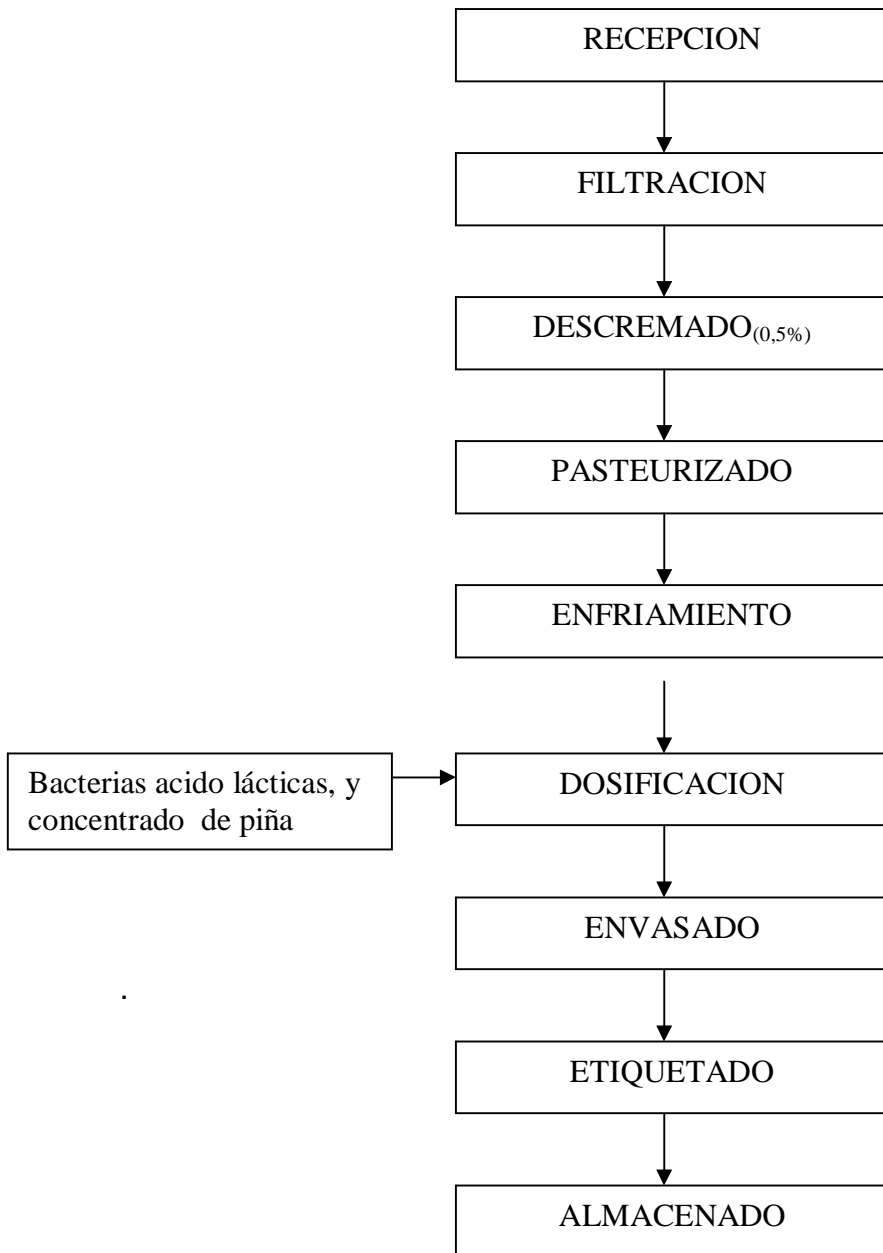 RECEPCION
FILTRACION
DESCREMADO(0,5%)
PASTEURIZADO
ENFRIAMIENTO
Bacterias acido lácticas, y
concentrado de piña
DOSIFICACION
ENVASADO
.
ETIQUETADO
ALMACENADO